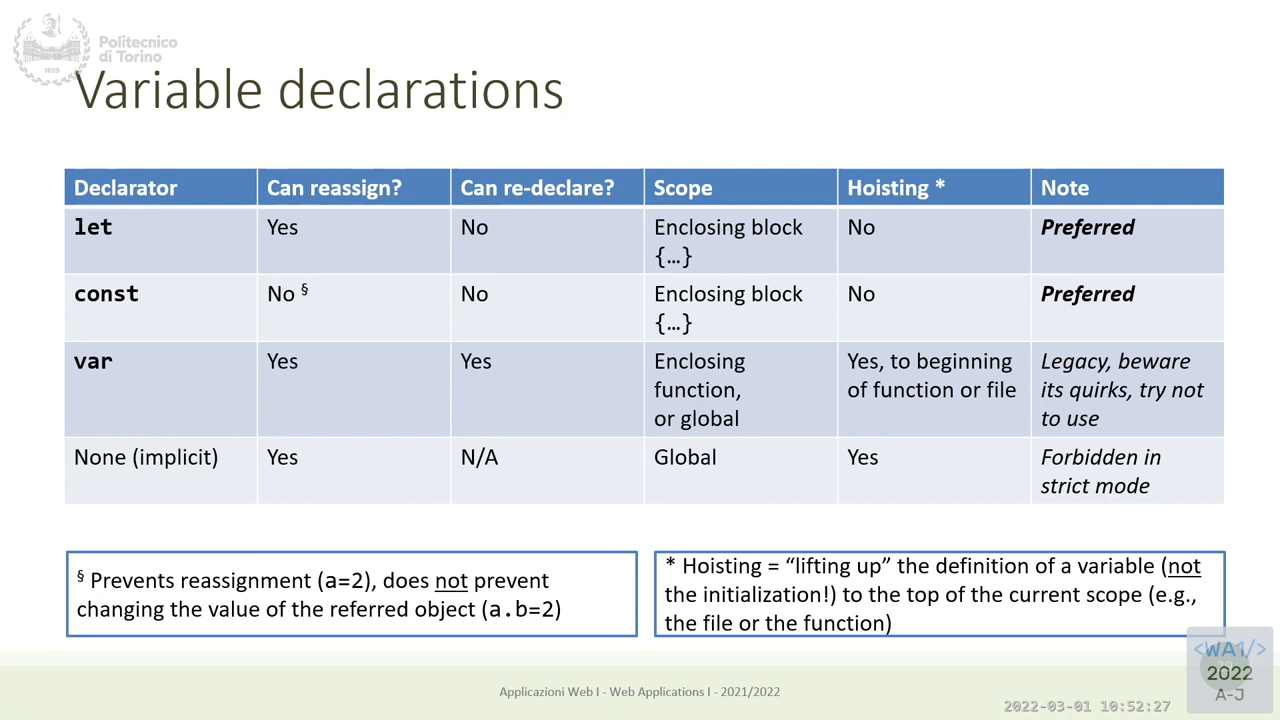 Politecnico
di Torino
1859
Variable declarations
Declarator Can reassign? Can re-declare? Scope Hoisting * Note
let Yes No Enclosing block No Preferred
{…}
const No § No Enclosing block No Preferred
{…}
var Yes Yes Enclosing Yes, to beginning Legacy, beware
function, of function or file its quirks, try not
or global to use
None (implicit) Yes N/A Global Yes Forbidden in
strict mode
§ Prevents reassignment (a=2), does not prevent
changing the value of the referred object (a.b=2)
* Hoisting = “lifting up” the definition of a variable (not
the initialization!) to the top of the current scope (e.g.,
the file or the function)
<WA1/>
2022
A-J
Applicazioni Web I - Web Applications I - 2021/2022
2022-03-01 10:52:27